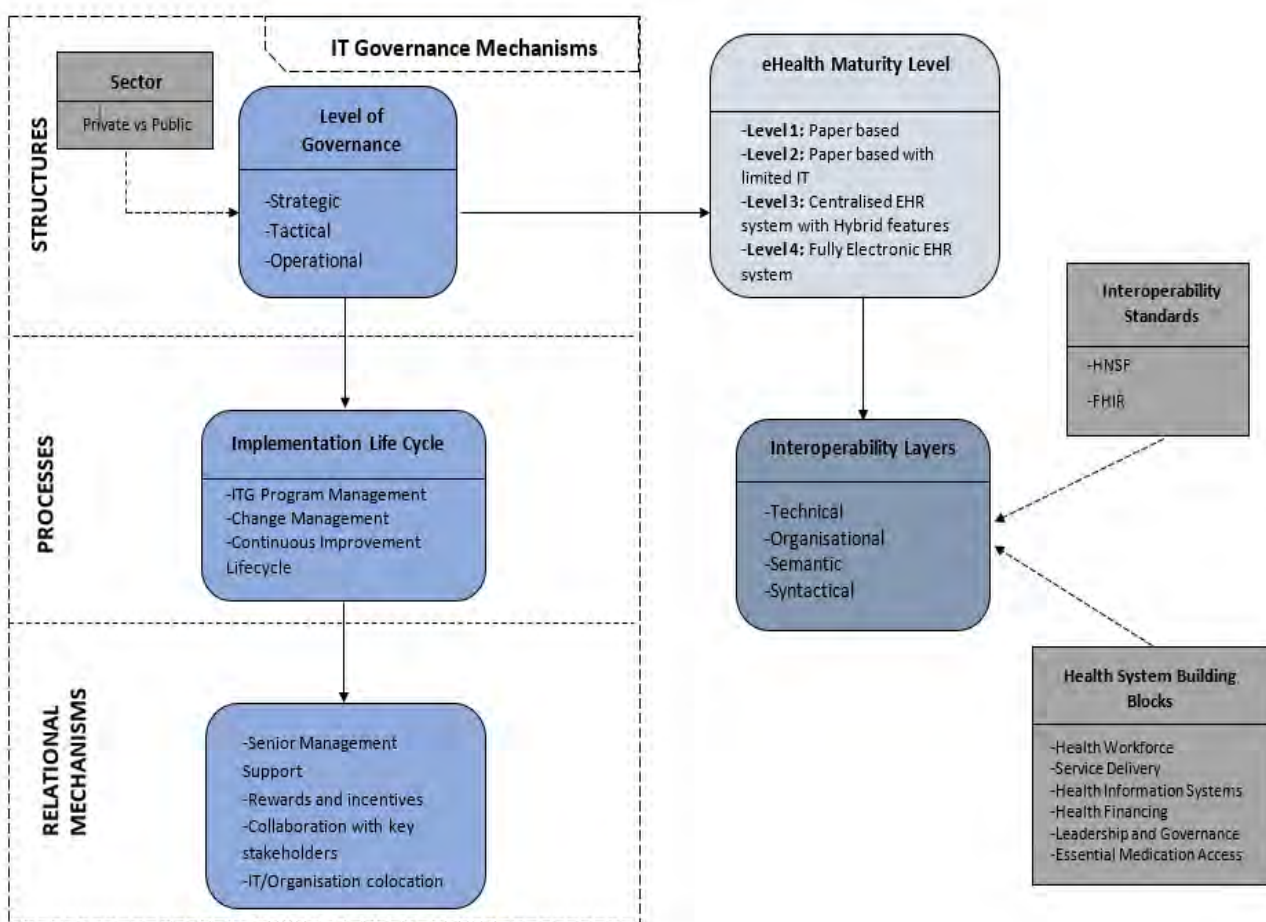 IT Governance Mechanisms
STRUCTURES
Sector
Private vs Public
Level of
Governance
-Strategic
-Tactical
-Operational
eHealth Maturity Level
-Level 1: Paper based
-Level 2: Paper based with
limited IT
-Level 3: Centralised EHR
system with Hybrid features
-Level 4: Fully Electronic EHR
system
Interoperability
Standards
-HNSF
-FHIR
PROCESSES
Implementation Life Cycle
-ITG Program Management
-Change Management
-Continuous Improvement
Lifecycle
Interoperability Layers
-Technical
-Organisational
-Semantic
-Syntactical
RELATIONAL
MECHANISMS
-Senior Management
Support
-Rewards and incentives
-Collaboration with key
stakeholders
-IT/Organisation colocation
Health System Building
Blocks
-Health Workforce
-Service Delivery
-Health Information Systems
-Health Financing
-Leadership and Governance
-Essential Medication Access